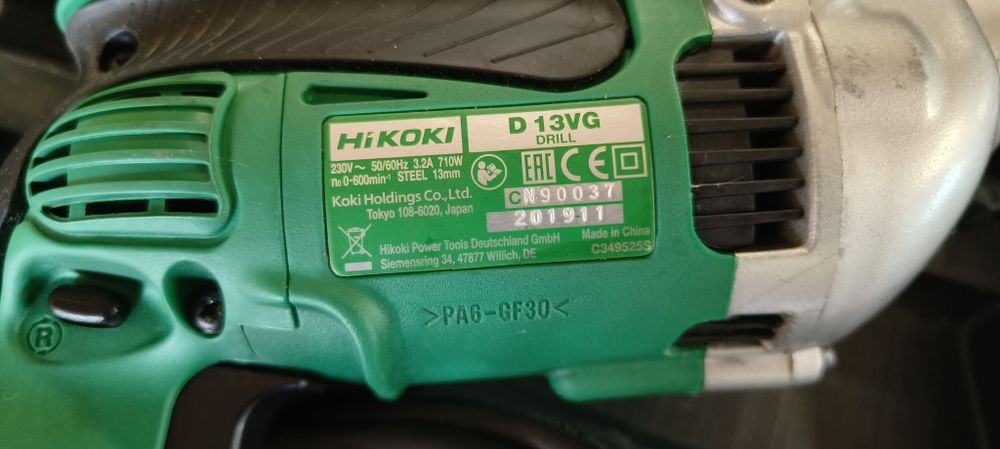 HiKOKI
D 13VG
DRILL
230V～ 50/60Hz 3.2A 710W
n₀ 0-600min⁻¹ STEEL 13mm
Koki Holdings Co., Ltd.
Tokyo 108-6020, Japan
EAC CE
CN90037
201911
Made in China
Hikoki Power Tools Deutschland GmbH
Siemensring 34, 47877 Willich, DE
C349525S
>PA6-GF30<
®